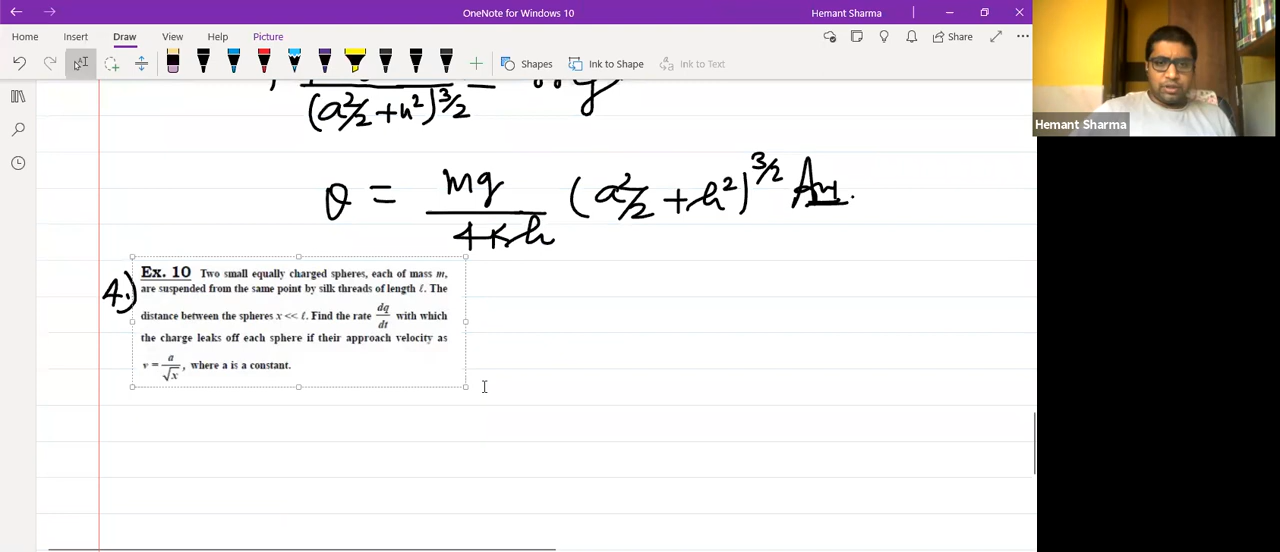 OneNote for Windows 10
Hemant Sharma
Home Insert Draw View Help Picture
Share
Shapes Ink to Shape Ink to Text
(a²/2 + h²)^3/2
Q = mg/4kh (a²/2 + h²)^3/2 Ans.
4.) Ex. 10 Two small equally charged spheres, each of mass m,
are suspended from the same point by silk threads of length ℓ. The
distance between the spheres x << ℓ. Find the rate dq/dt with which
the charge leaks off each sphere if their approach velocity as
v = a/√x, where a is a constant.
Hemant Sharma